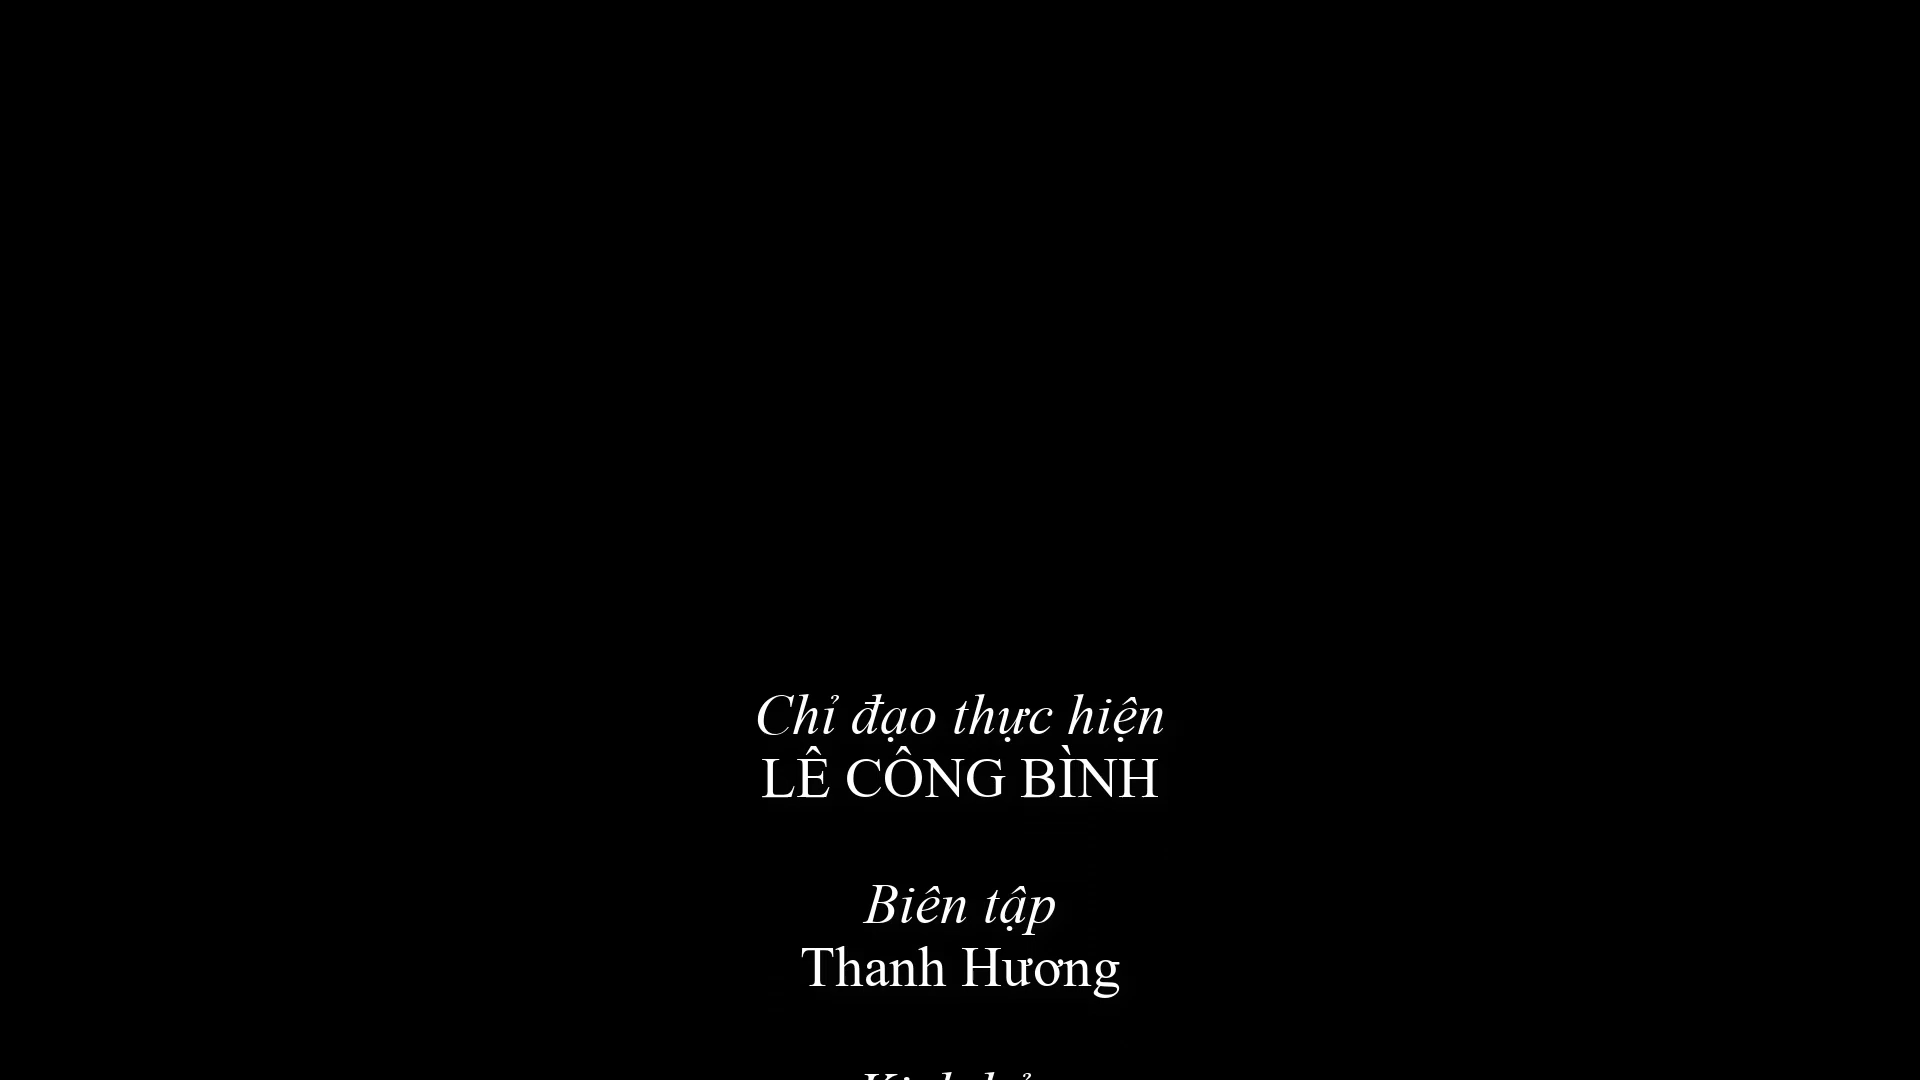 Chỉ đạo thực hiện
LÊ CÔNG BÌNH
Biên tập
Thanh Hương